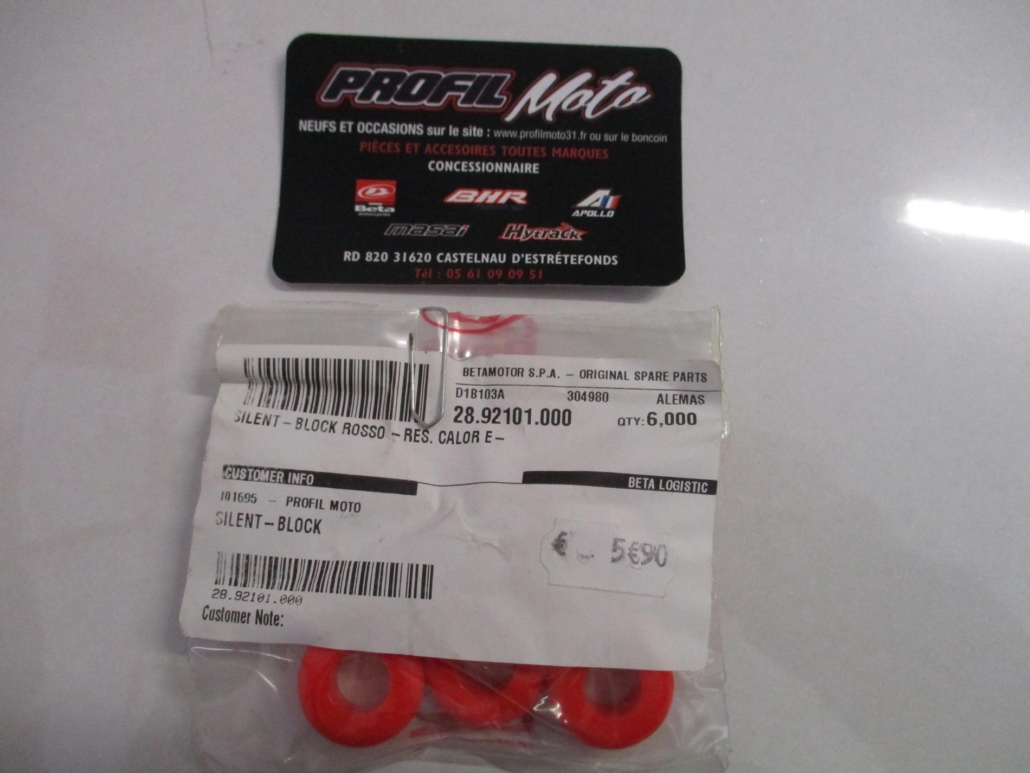 PROFIL Moto
NEUFS ET OCCASIONS sur le site : www.profilmoto31.fr ou sur le boncoin
PIÈCES ET ACCESOIRES TOUTES MARQUES
CONCESSIONNAIRE
Beta BHR APOLLO
masai Hytrack
RD 820 31620 CASTELNAU D'ESTRÉTEFONDS
Tél : 05 61 09 09 51
BETAMOTOR S.P.A. - ORIGINAL SPARE PARTS
D1B103A 304980 ALEMAS
28.92101.000 QTY: 6,000
SILENT-BLOCK ROSSO -RES. CALOR E-
CUSTOMER INFO BETA LOGISTIC
101695 - PROFIL MOTO
SILENT-BLOCK
€ 5€90
28.92101.000
Customer Note: